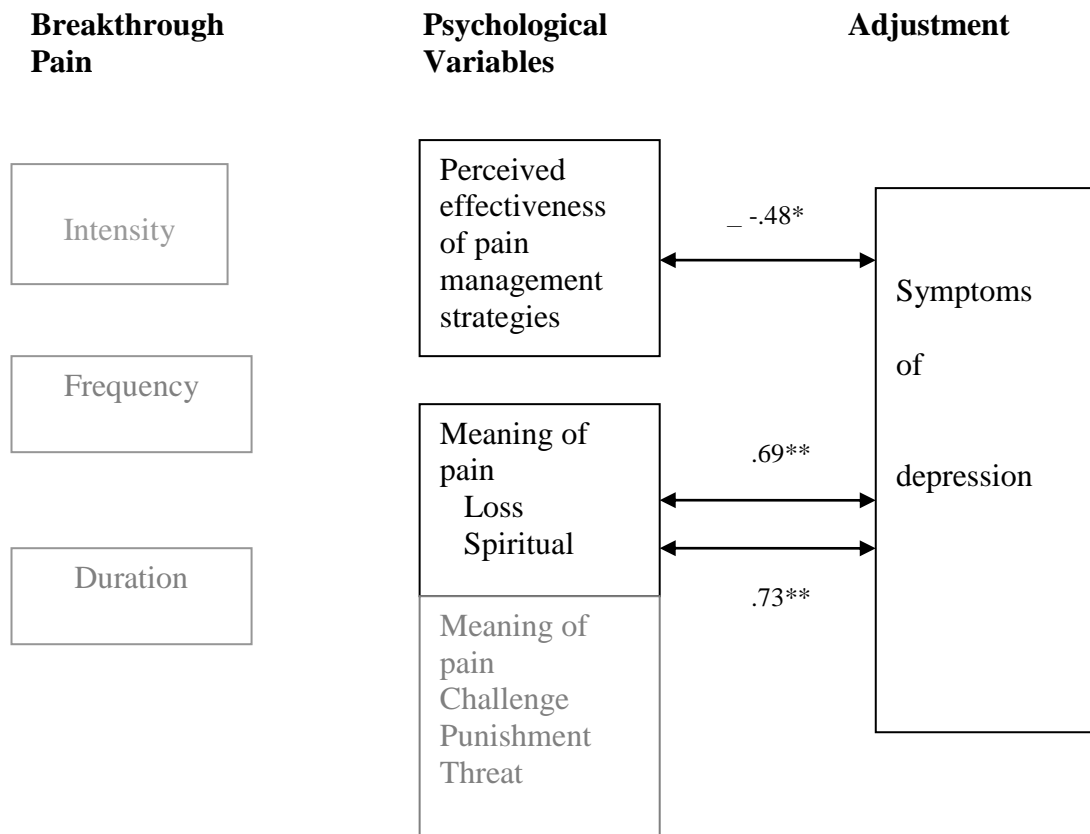 Breakthrough
Pain
Psychological
Variables
Adjustment
Intensity
Frequency
Duration
Perceived
effectiveness
of pain
management
strategies
Meaning of
pain
Loss
Spiritual
Meaning of
pain
Challenge
Punishment
Threat
_ -.48*
.69**
.73**
Symptoms
of
depression